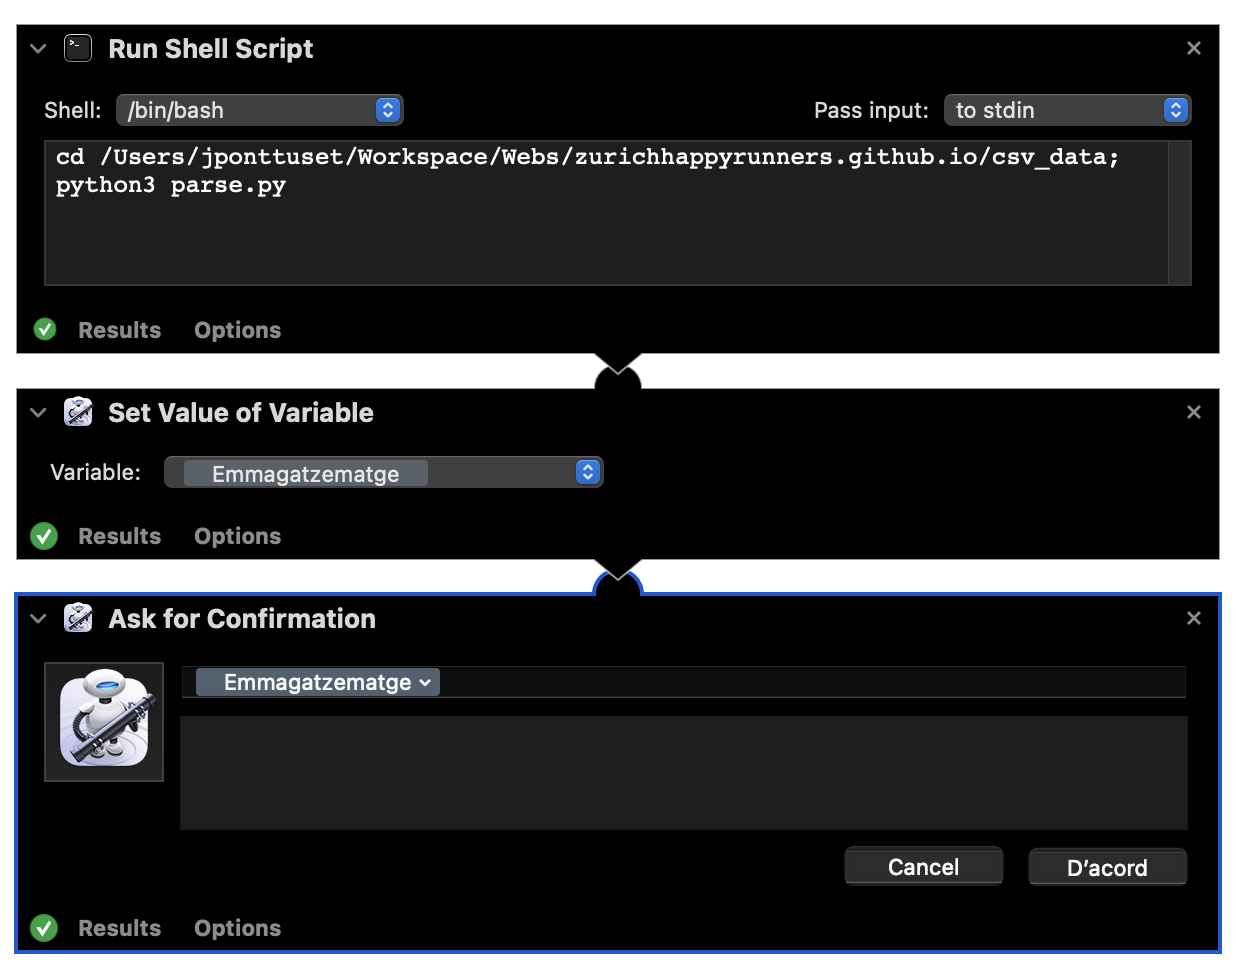 Run Shell Script
Shell: /bin/bash Pass input: to stdin
cd /Users/jponttuset/Workspace/Webs/zurichhappyrunners.github.io/csv_data;
python3 parse.py
Results Options
Set Value of Variable
Variable: Emmagatzematge
Results Options
Ask for Confirmation
Emmagatzematge
Cancel D'acord
Results Options